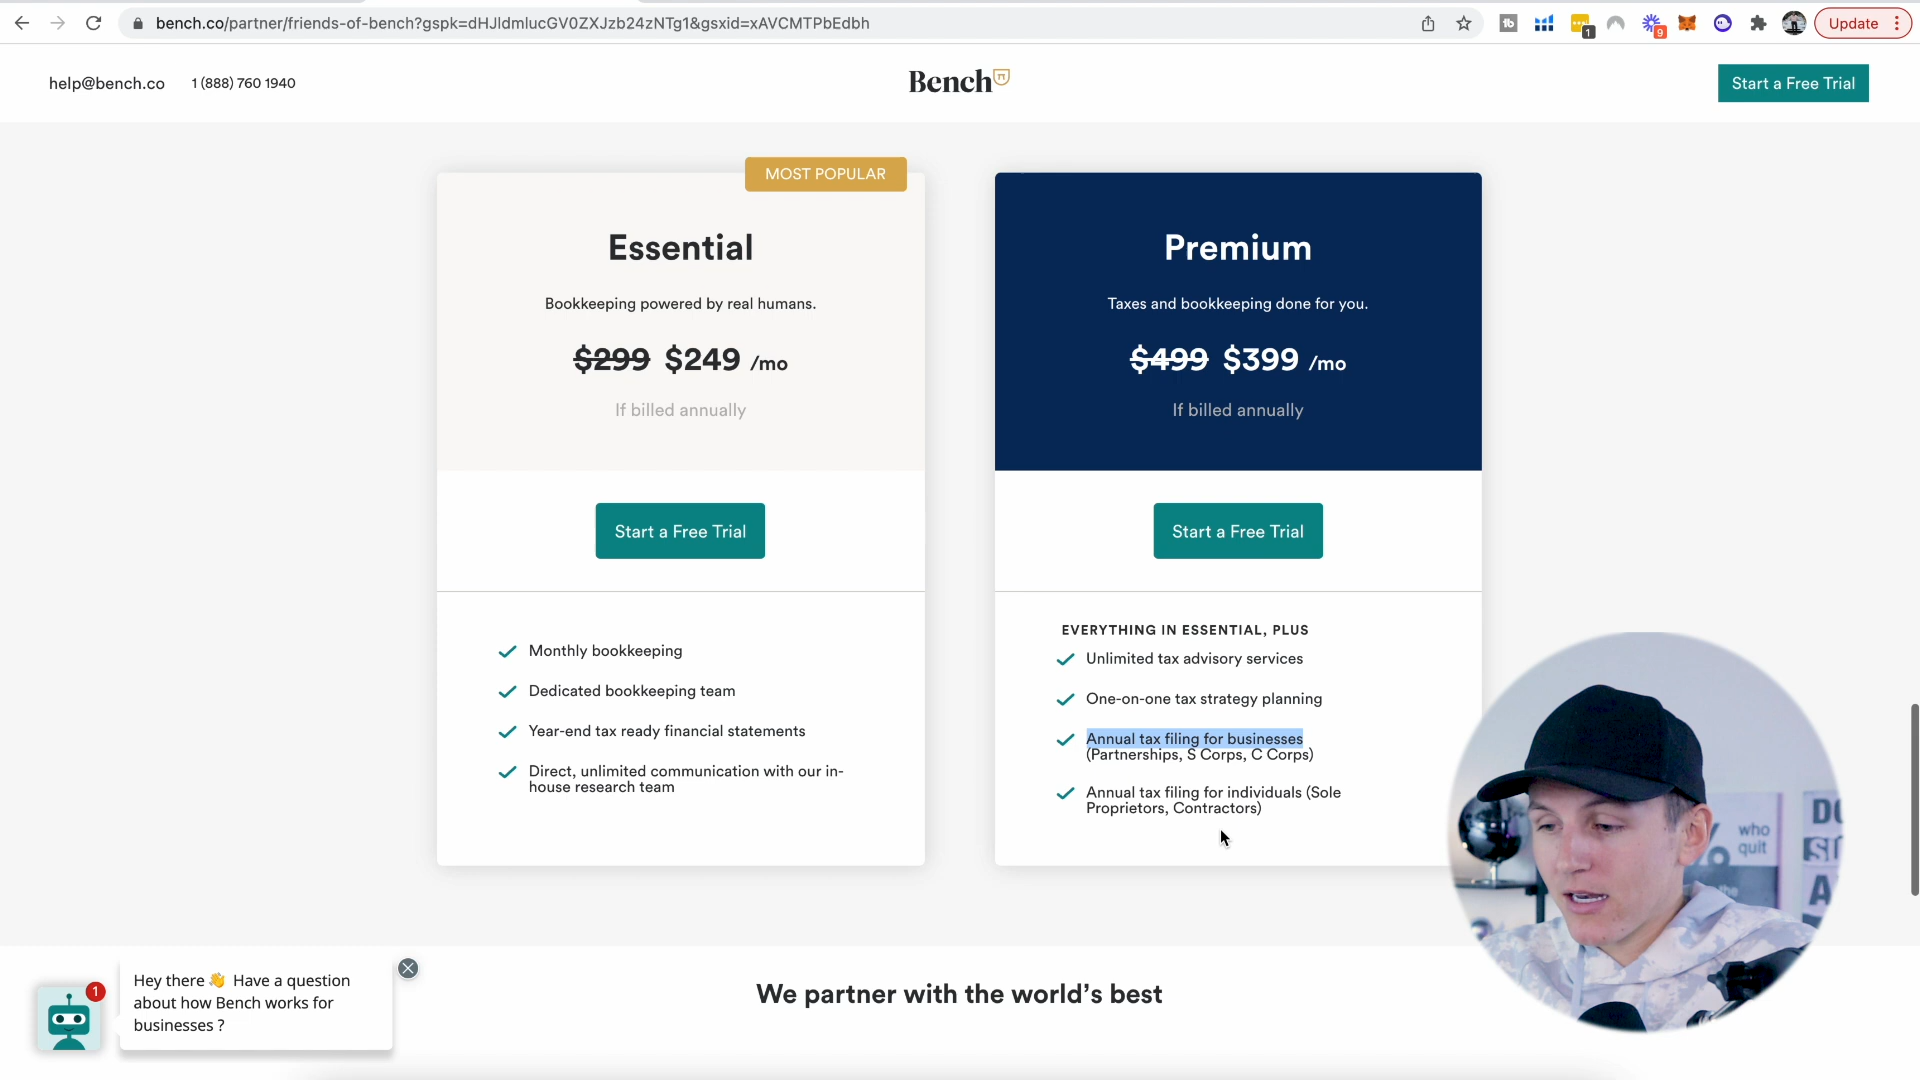 bench.co/partner/friends-of-bench?gspk=dHJldmlucGV0ZXJzb24zNTg1&gsxid=xAVCMTPbEdbh
1
9
Update
help@bench.co
1 (888) 760 1940
Bench
Start a Free Trial
MOST POPULAR
Essential
Bookkeeping powered by real humans.
$299 $249 /mo
If billed annually
Start a Free Trial
Monthly bookkeeping
Dedicated bookkeeping team
Year-end tax ready financial statements
Direct, unlimited communication with our in-
house research team
Premium
Taxes and bookkeeping done for you.
$499 $399 /mo
If billed annually
Start a Free Trial
EVERYTHING IN ESSENTIAL, PLUS
Unlimited tax advisory services
One-on-one tax strategy planning
Annual tax filing for businesses
(Partnerships, S Corps, C Corps)
Annual tax filing for individuals (Sole
Proprietors, Contractors)
who
quit
We partner with the world's best
1
Hey there 👋 Have a question
about how Bench works for
businesses ?